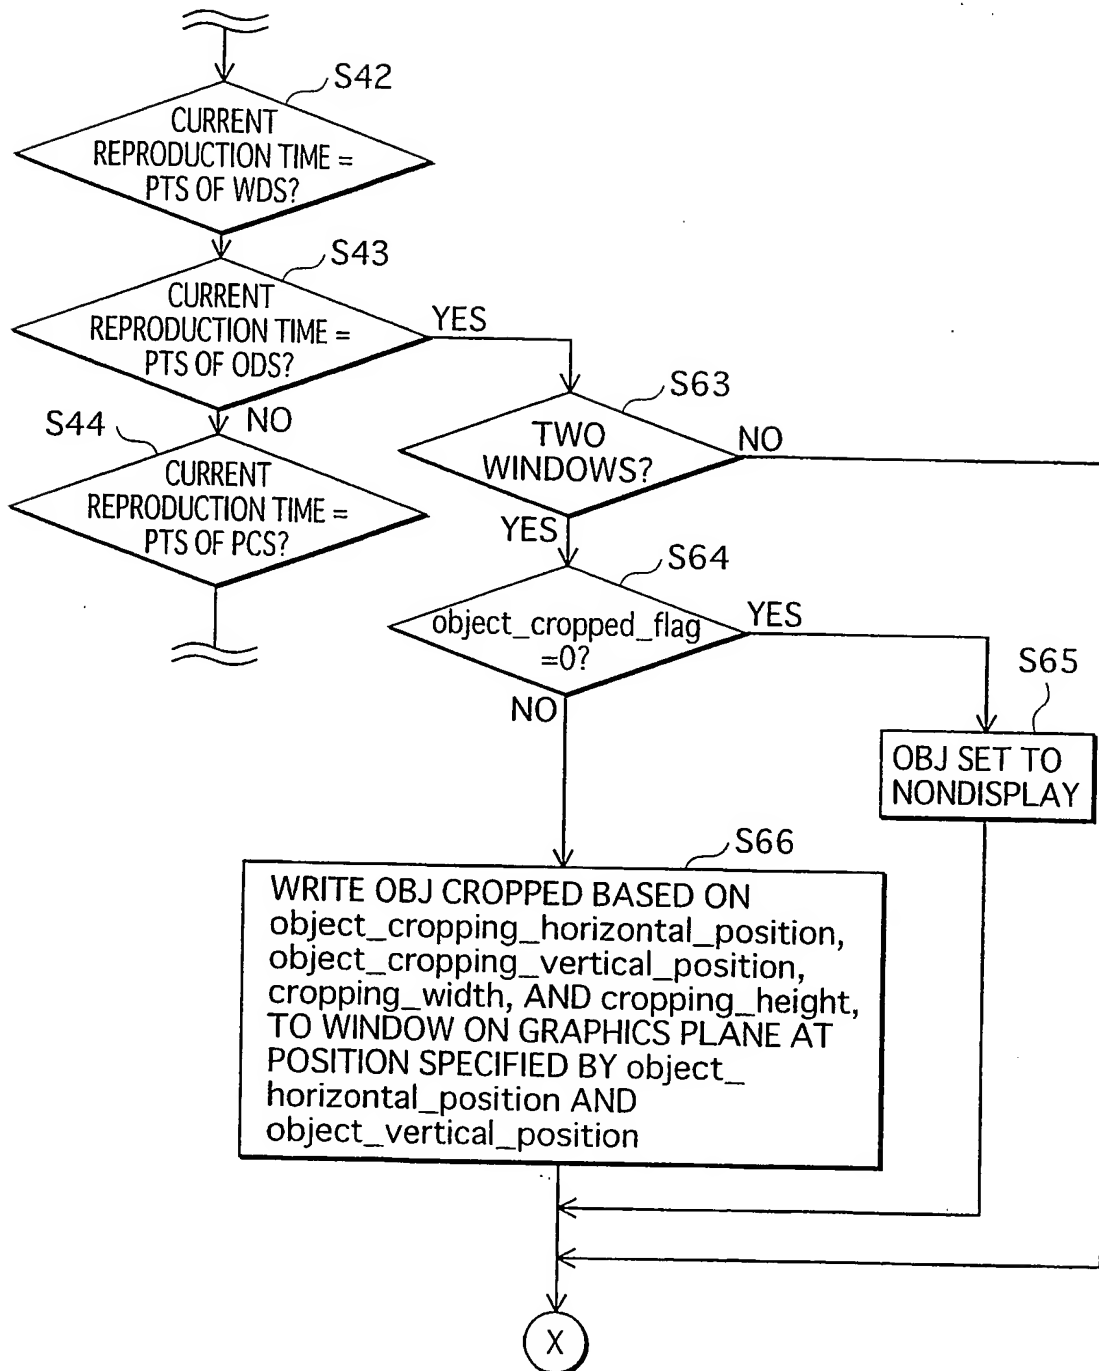 S42
CURRENT
REPRODUCTION TIME =
PTS OF WDS?
S43
CURRENT
REPRODUCTION TIME =
PTS OF ODS?
YES
NO
S44
CURRENT
REPRODUCTION TIME =
PTS OF PCS?
S63
TWO
WINDOWS?
NO
YES
S64
object_cropped_flag
=0?
YES
NO
S65
OBJ SET TO
NONDISPLAY
S66
WRITE OBJ CROPPED BASED ON
object_cropping_horizontal_position,
object_cropping_vertical_position,
cropping_width, AND cropping_height,
TO WINDOW ON GRAPHICS PLANE AT
POSITION SPECIFIED BY object_
horizontal_position AND
object_vertical_position
X